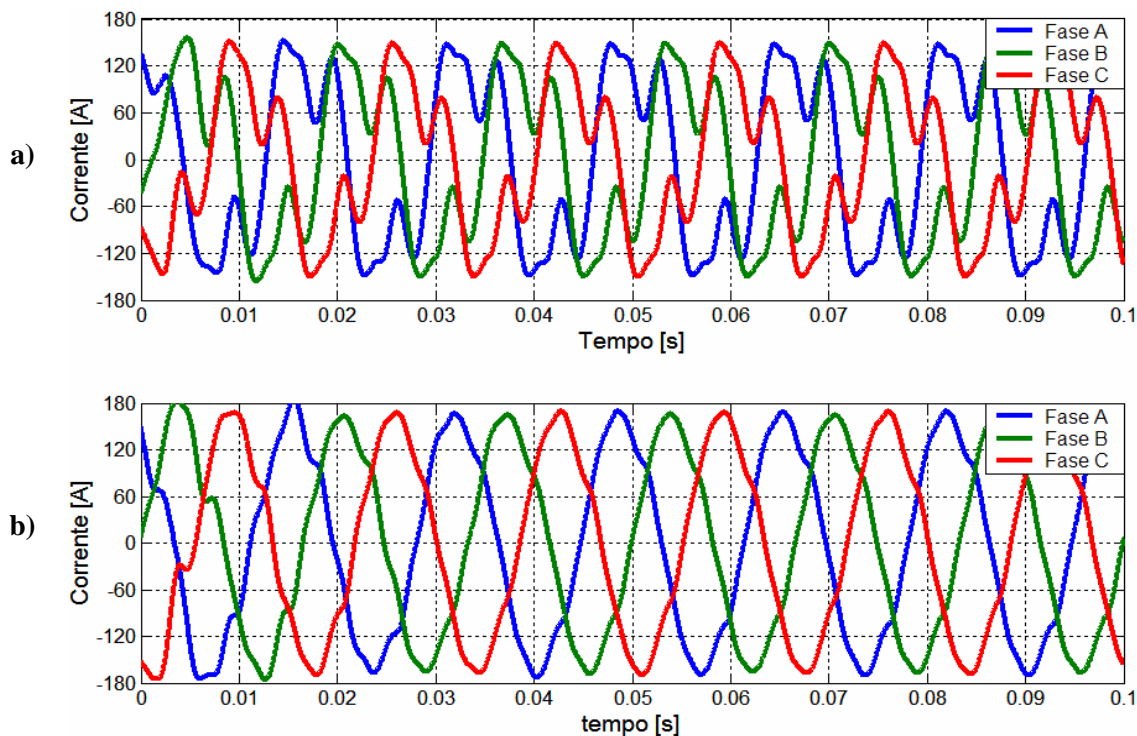 a)
Corrente [A]
180
120
60
0
-60
-120
-180
Fase A
Fase B
Fase C
0 0.01 0.02 0.03 0.04 0.05 0.06 0.07 0.08 0.09 0.1
Tempo [s]
b)
Corrente [A]
180
120
60
0
-60
-120
-180
Fase A
Fase B
Fase C
0 0.01 0.02 0.03 0.04 0.05 0.06 0.07 0.08 0.09 0.1
tempo [s]